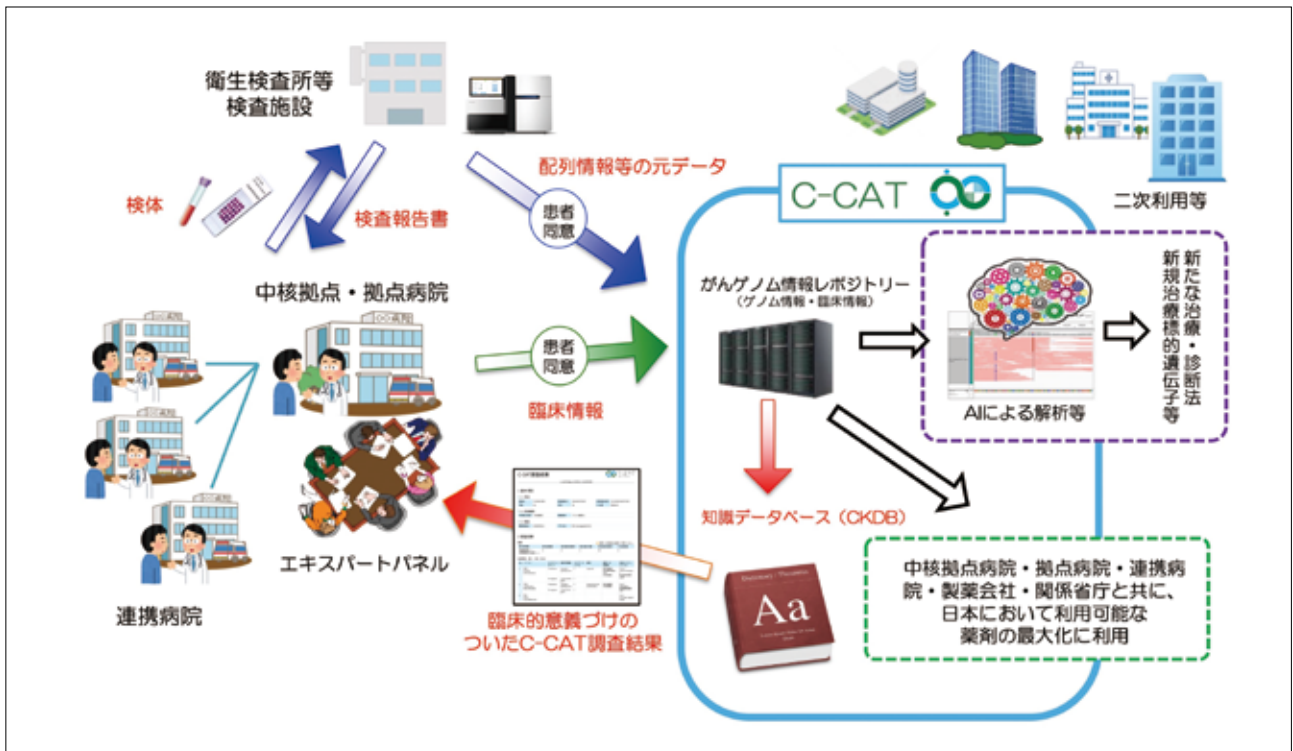 衛生検査所等
検査施設
検体
検査報告書
配列情報等の元データ
患者
同意
C-CAT
二次利用等
中核拠点・拠点病院
○○病院
○○病院
○○病院
○○病院
患者
同意
臨床情報
がんゲノム情報レポジトリー
(ゲノム情報・臨床情報)
AIによる解析等
新たな治療・診断法
新規治療標的遺伝子等
エキスパートパネル
連携病院
臨床的意義づけの
ついたC-CAT調査結果
知識データベース(CKDB)
Aa
中核拠点病院・拠点病院・連携病
院・製薬会社・関係省庁と共に、
日本において利用可能な
薬剤の最大化に利用